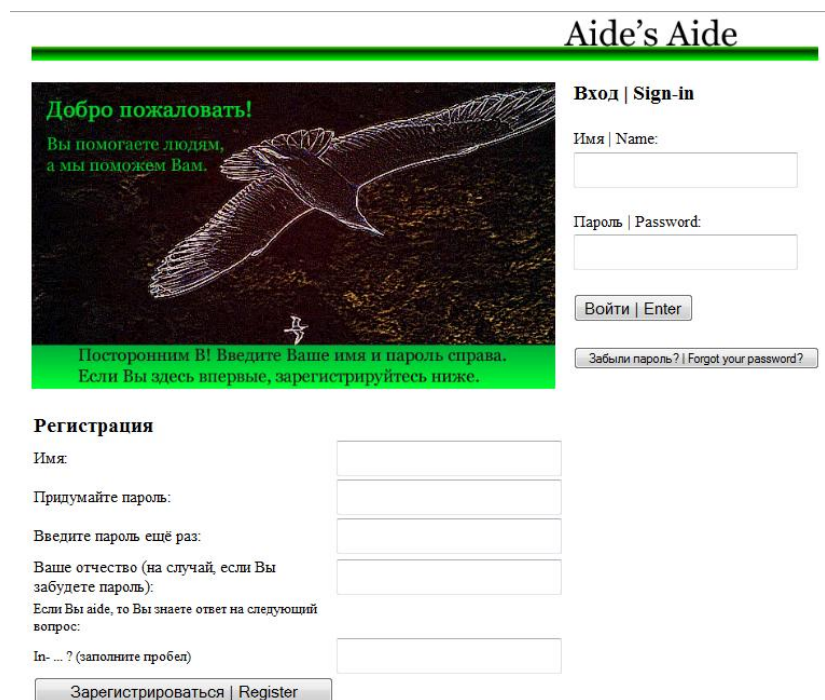 Aide's Aide
Добро пожаловать!
Вы помогаете людям,
а мы поможем Вам.
Посторонним В! Введите Ваше имя и пароль справа.
Если Вы здесь впервые, зарегистрируйтесь ниже.
Вход | Sign-in
Имя | Name:
Пароль | Password:
Войти | Enter
Забыли пароль? | Forgot your password?
Регистрация
Имя:
Придумайте пароль:
Введите пароль ещё раз:
Ваше отчество (на случай, если Вы
забудете пароль):
Если Вы aide, то Вы знаете ответ на следующий
вопрос:
In- ... ? (заполните пробел)
Зарегистрироваться | Register